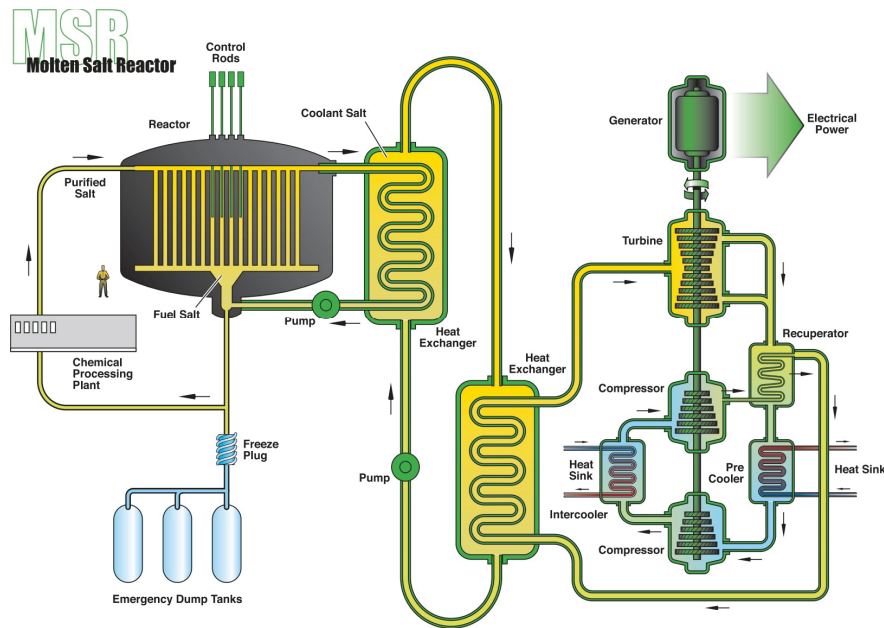 MSR
Molten Salt Reactor
Control
Rods
Reactor
Coolant Salt
Purified
Salt
Fuel Salt
Pump
Heat
Exchanger
Chemical
Processing
Plant
Freeze
Plug
Emergency Dump Tanks
Pump
Heat
Exchanger
Generator
Electrical
Power
Turbine
Recuperator
Compressor
Heat
Sink
Intercooler
Pre
Cooler
Heat Sink
Compressor